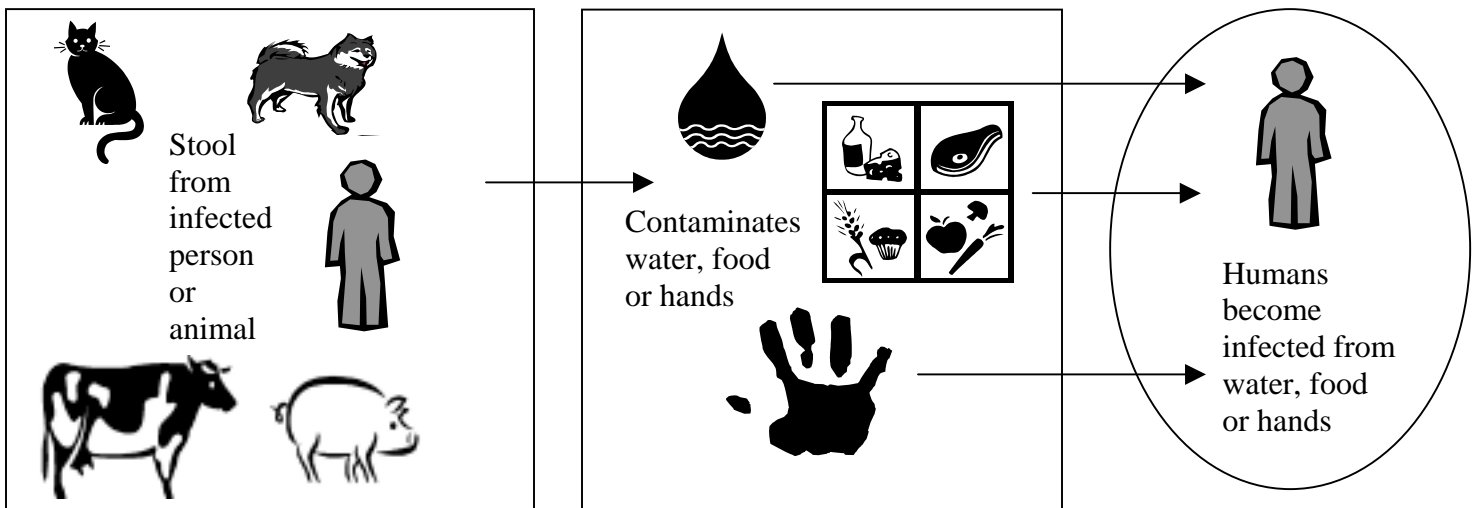 Stool
from
infected
person
or
animal
Contaminates
water, food
or hands
Humans
become
infected from
water, food
or hands